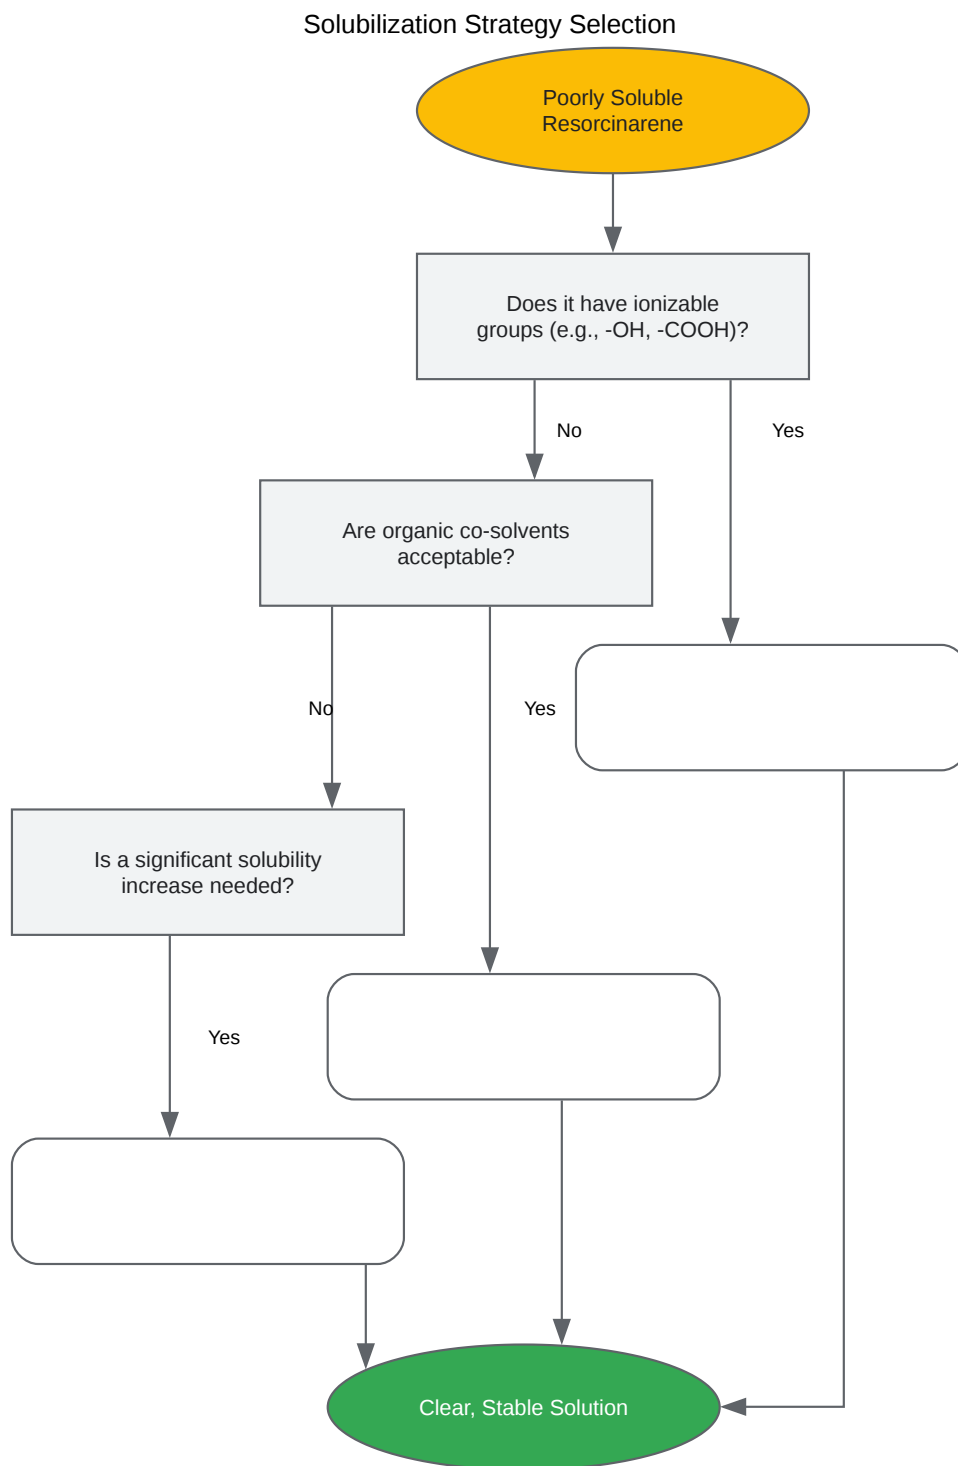 Solubilization Strategy Selection
Poorly Soluble
Resorcinarene
Does it have ionizable
groups (e.g., -OH, -COOH)?
No
Yes
Are organic co-solvents
acceptable?
No
Yes
Is a significant solubility
increase needed?
Yes
Clear, Stable Solution